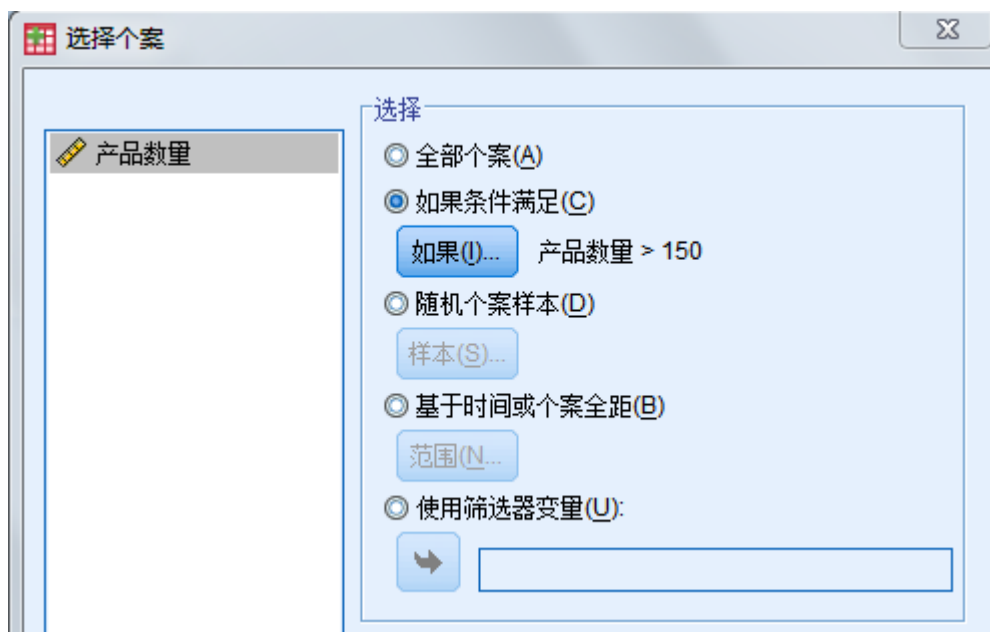 选择个案
产品数量
选择
全部个案(A)
如果条件满足(C)
如果(I)... 产品数量 > 150
随机个案样本(D)
样本(S)...
基于时间或个案全距(B)
范围(N...
使用筛选器变量(U):